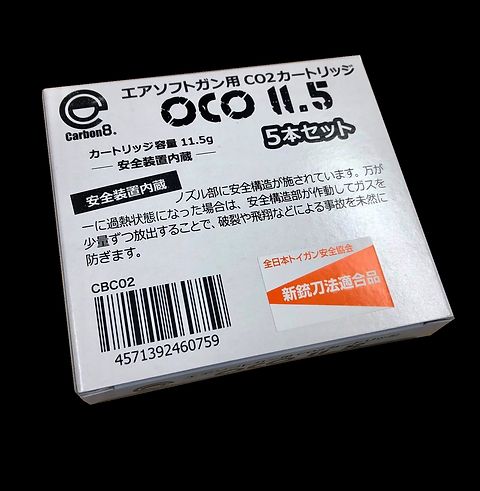 エアソフトガン用 CO2カートリッジ
OCO 11.5
Carbon8.
カートリッジ容量 11.5g
安全装置内蔵
5本セット
安全装置内蔵 ノズル部に安全構造が施されています。万が
一に過熱状態になった場合は、安全構造部が作動してガスを
少量ずつ放出することで、破裂や飛翔などによる事故を未然に
防ぎます。
CBC02
4571392460759
全日本トイガン安全協会
新銃刀法適合品